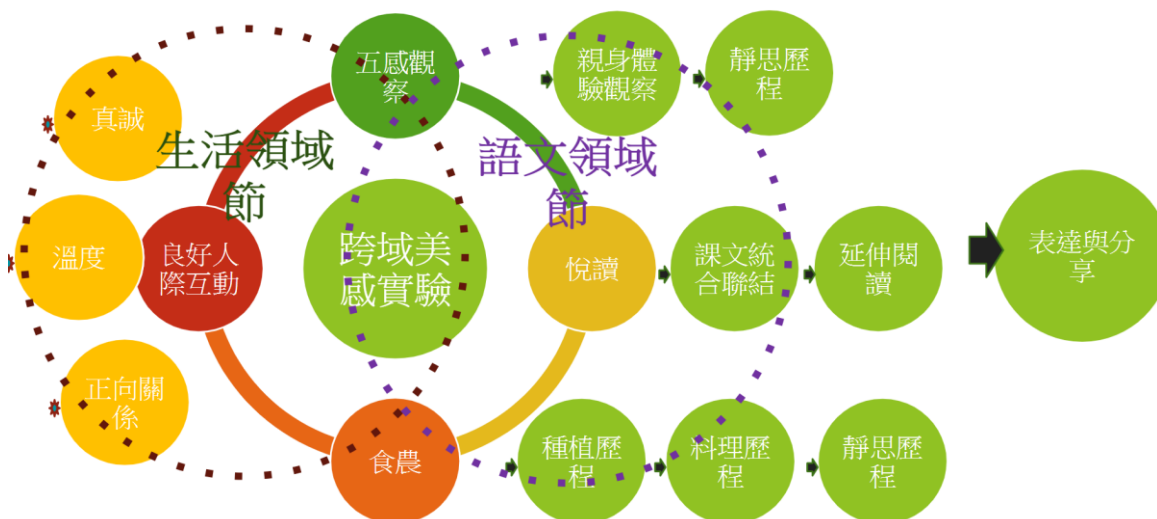 五感觀
察
親身體
驗觀察
靜思歷
程
真誠
生活領域
節
語文領域
節
溫度
良好人
際互動
跨域美
感實驗
悅讀
課文統
合聯結
延伸閱
讀
表達與分
享
正向關
係
食農
種植歷
程
料理歷
程
靜思歷
程